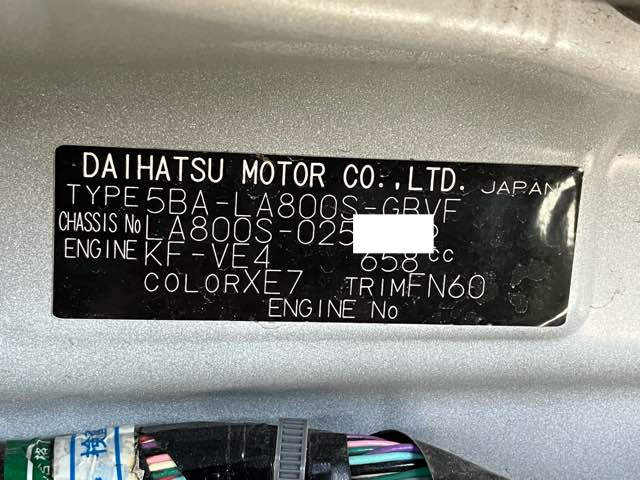 DAIHATSU MOTOR CO.,LTD. JAPAN
TYPE 5BA-LA800S-GBVF
CHASSIS No LA800S-025
ENGINE KF-VE4 658 cc
COLOR XE7 TRIM FN60
ENGINE No